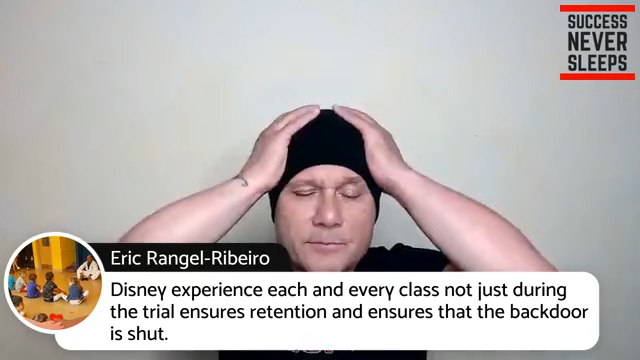 SUCCESS
NEVER
SLEEPS
Eric Rangel-Ribeiro
Disney experience each and every class not just during
the trial ensures retention and ensures that the backdoor
is shut.